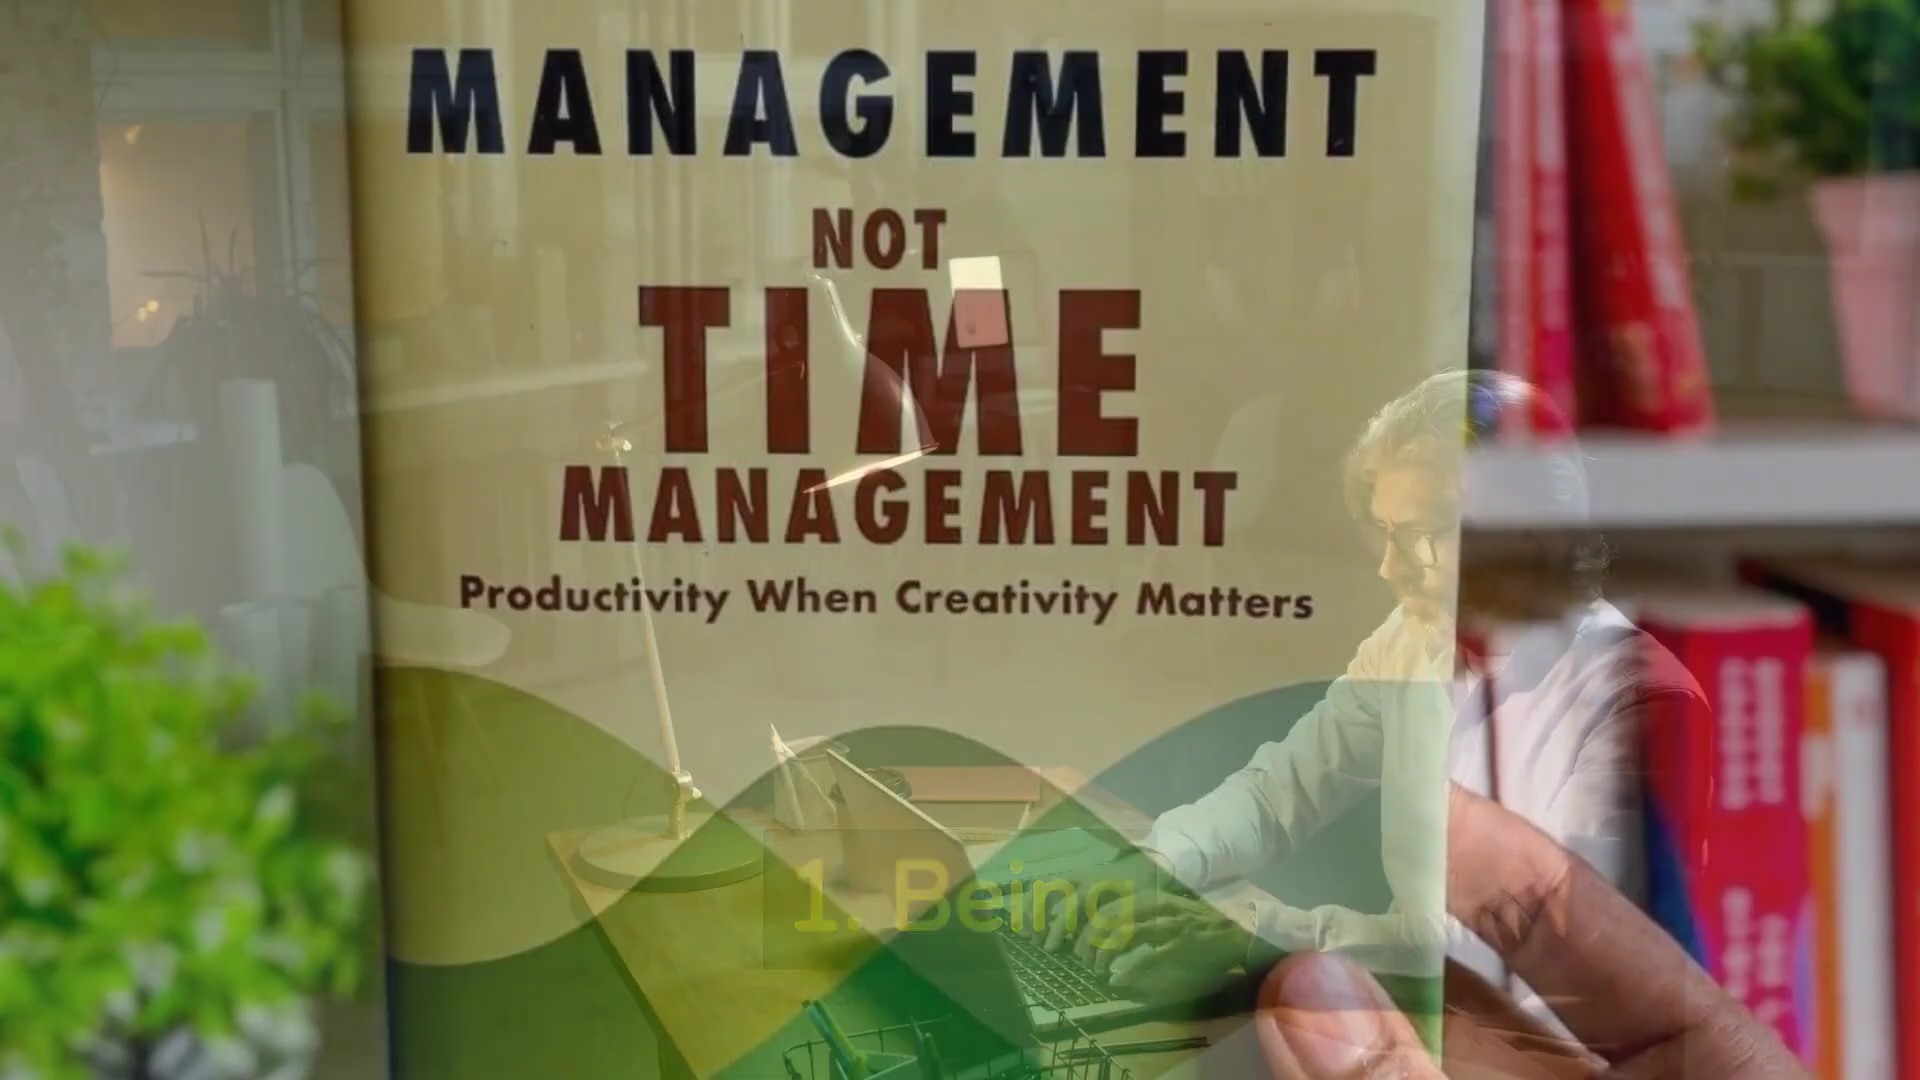 MANAGEMENT
NOT
TIME
MANAGEMENT
Productivity When Creativity Matters
1. Being